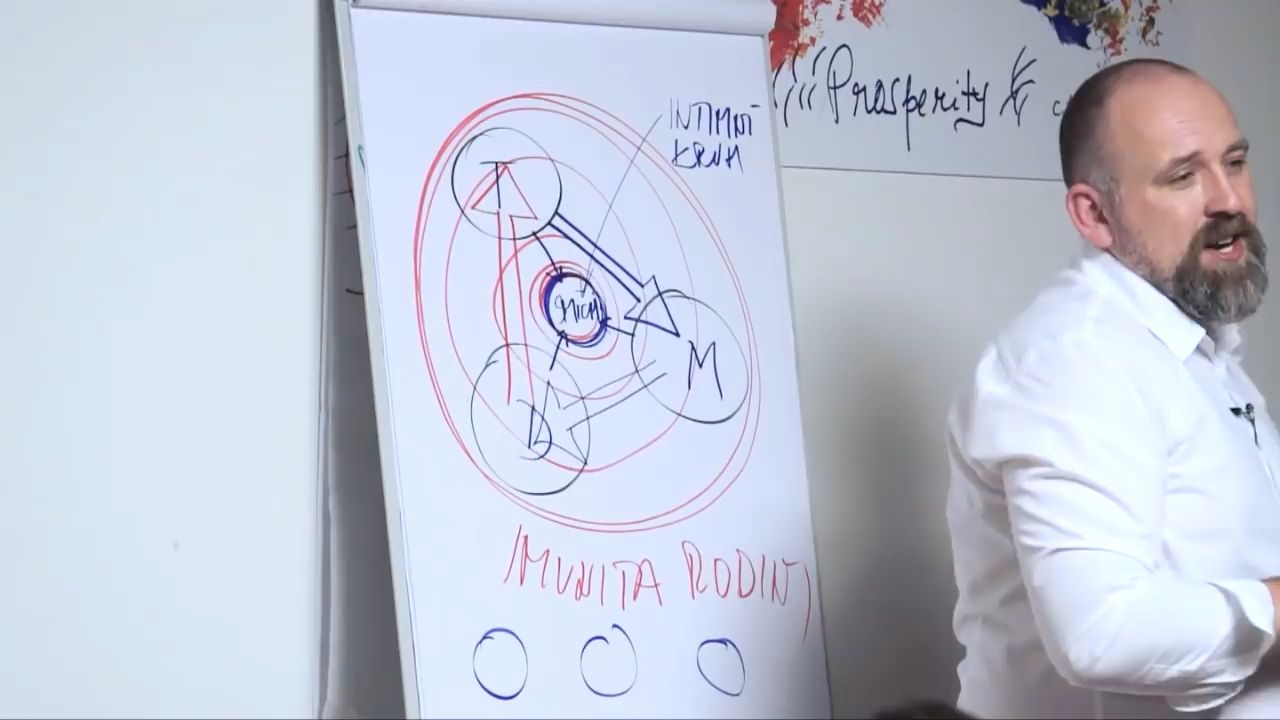 Prosperity
INTIMNÍ
KRUH
T
M
D
IMUNITA RODINY